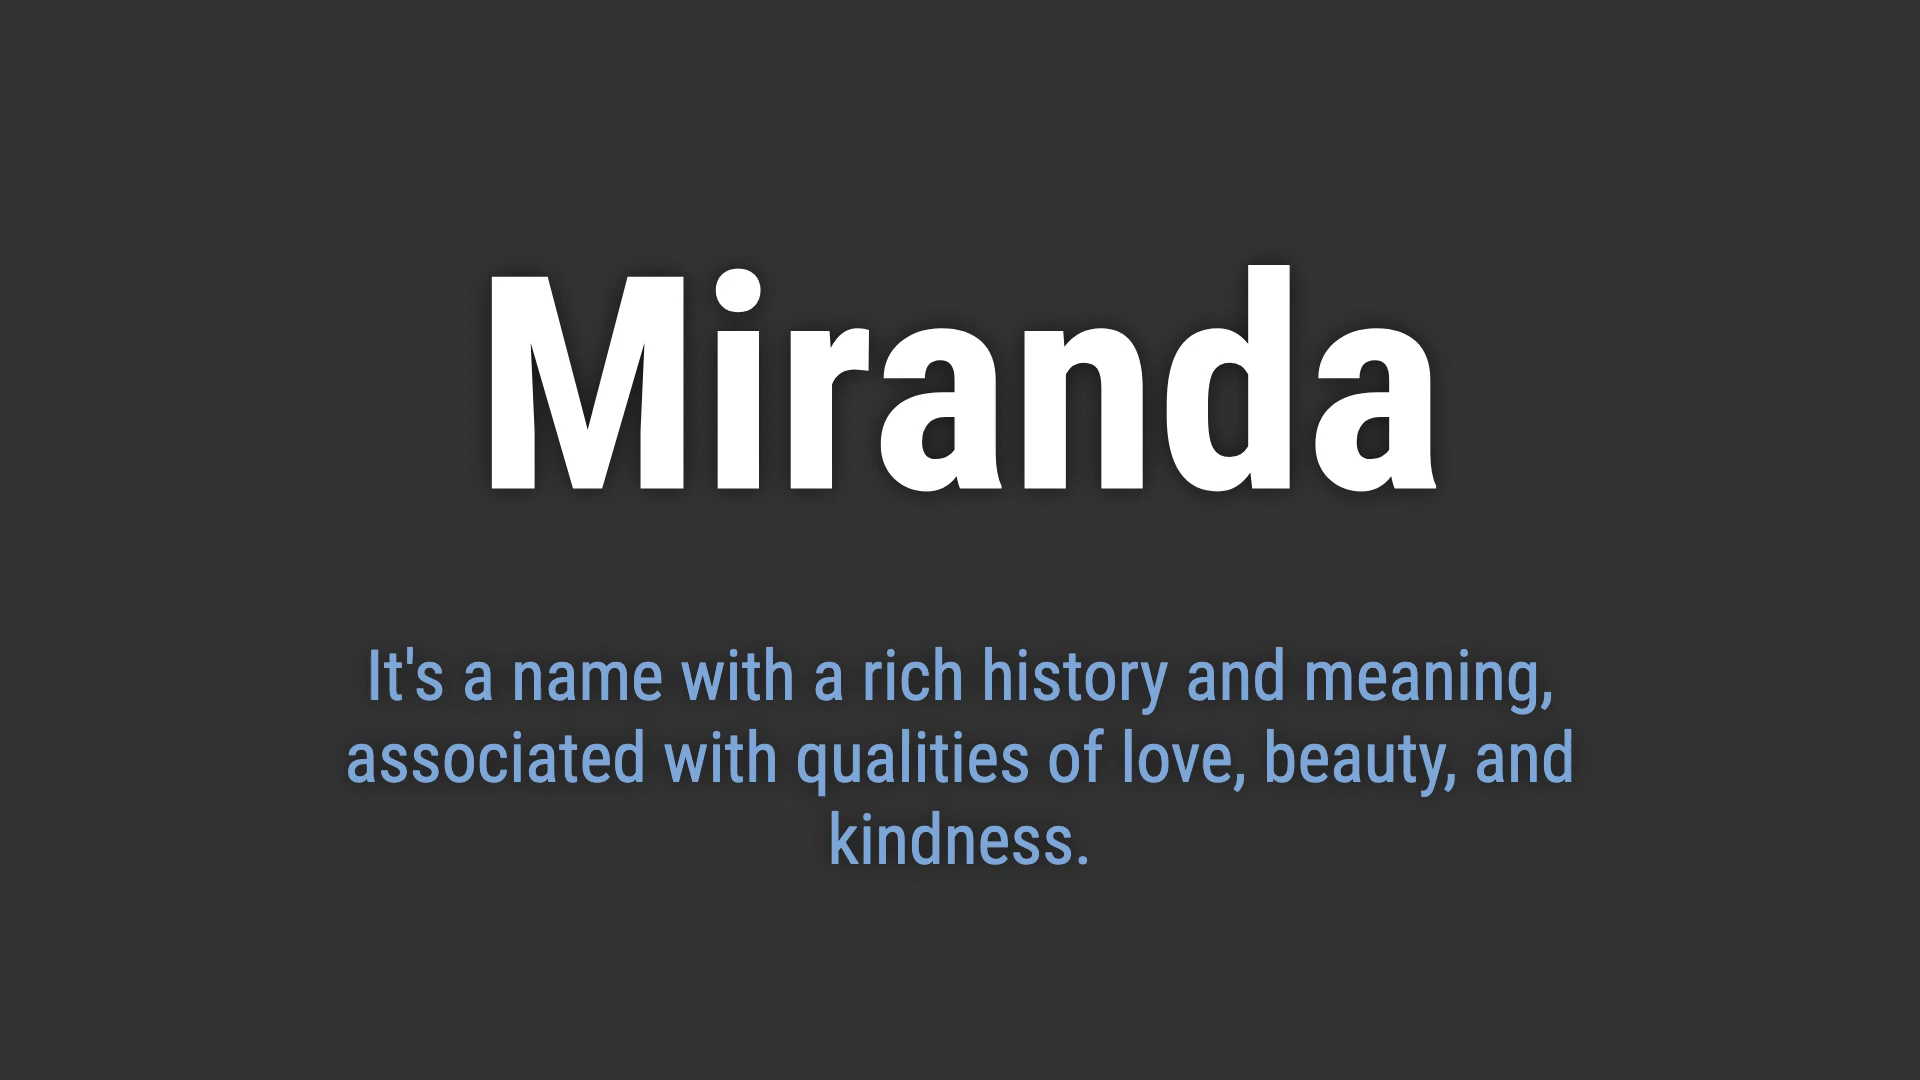 Miranda
It's a name with a rich history and meaning,
associated with qualities of love, beauty, and
kindness.